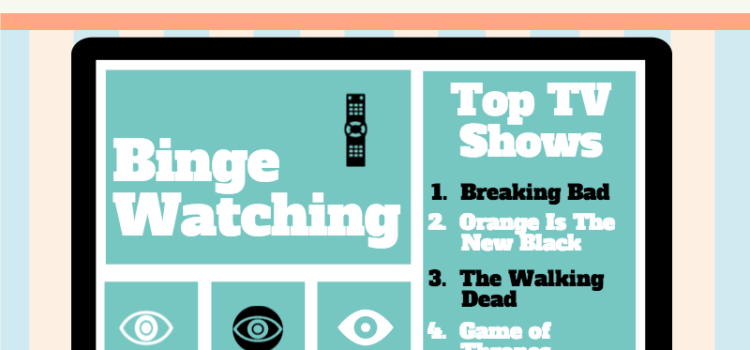 Binge
Watching
Top TV
Shows
1. Breaking Bad
2. Orange Is The
New Black
3. The Walking
Dead
4. Game of
Thrones